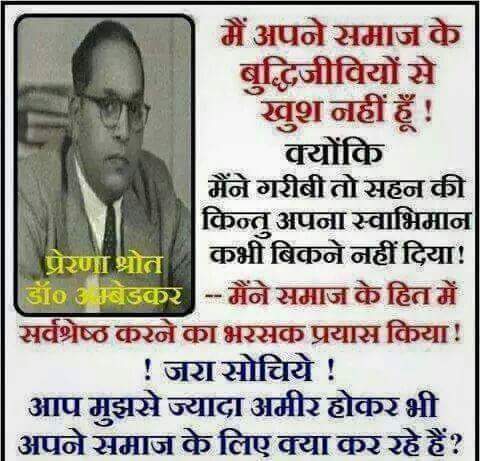 मैं अपने समाज के
बुद्धिजीवियों से
खुश नहीं हूँ !
क्योंकि
मैंने गरीबी तो सहन की
किन्तु अपना स्वाभिमान
कभी बिकने नहीं दिया!
प्रेरणा श्रोत
डॉ० अम्बेडकर
-- मैंने समाज के हित में
सर्वश्रेष्ठ करने का भरसक प्रयास किया!
! जरा सोचिये !
आप मुझसे ज्यादा अमीर होकर भी
अपने समाज के लिए क्या कर रहे हैं?